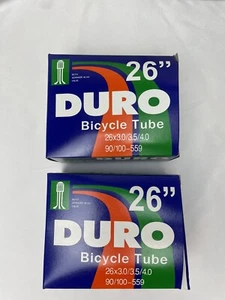 26”
DURO
Bicycle Tube
26x3.0/3.5/4.0
90/100-559
26”
DURO
Bicycle Tube
26x3.0/3.5/4.0
90/100-559